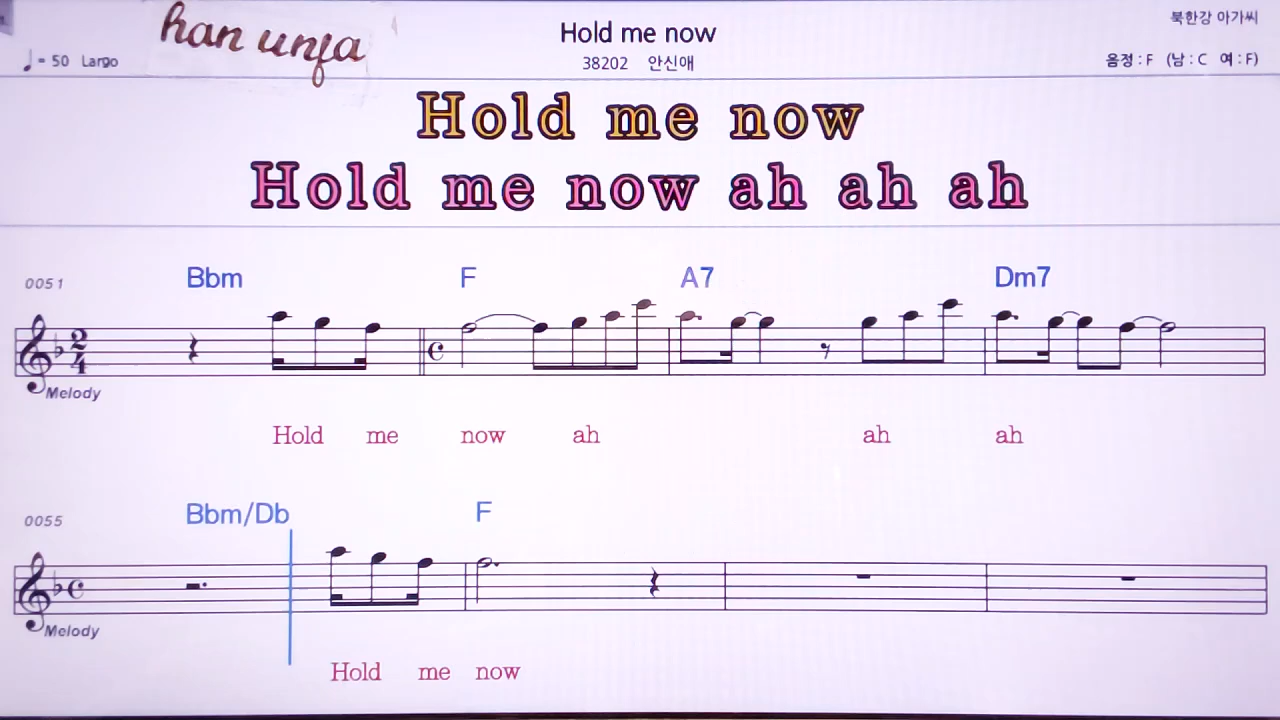 han unja
Hold me now
북한강 아가씨
♩= 50 Largo
38202 안신애
음정 : F (남 : C 여 : F)
Hold me now
Hold me now ah ah ah
0051
Bbm F A7 Dm7
2
4
Melody
Hold me now ah ah ah
0055
Bbm/Db F
Melody
Hold me now